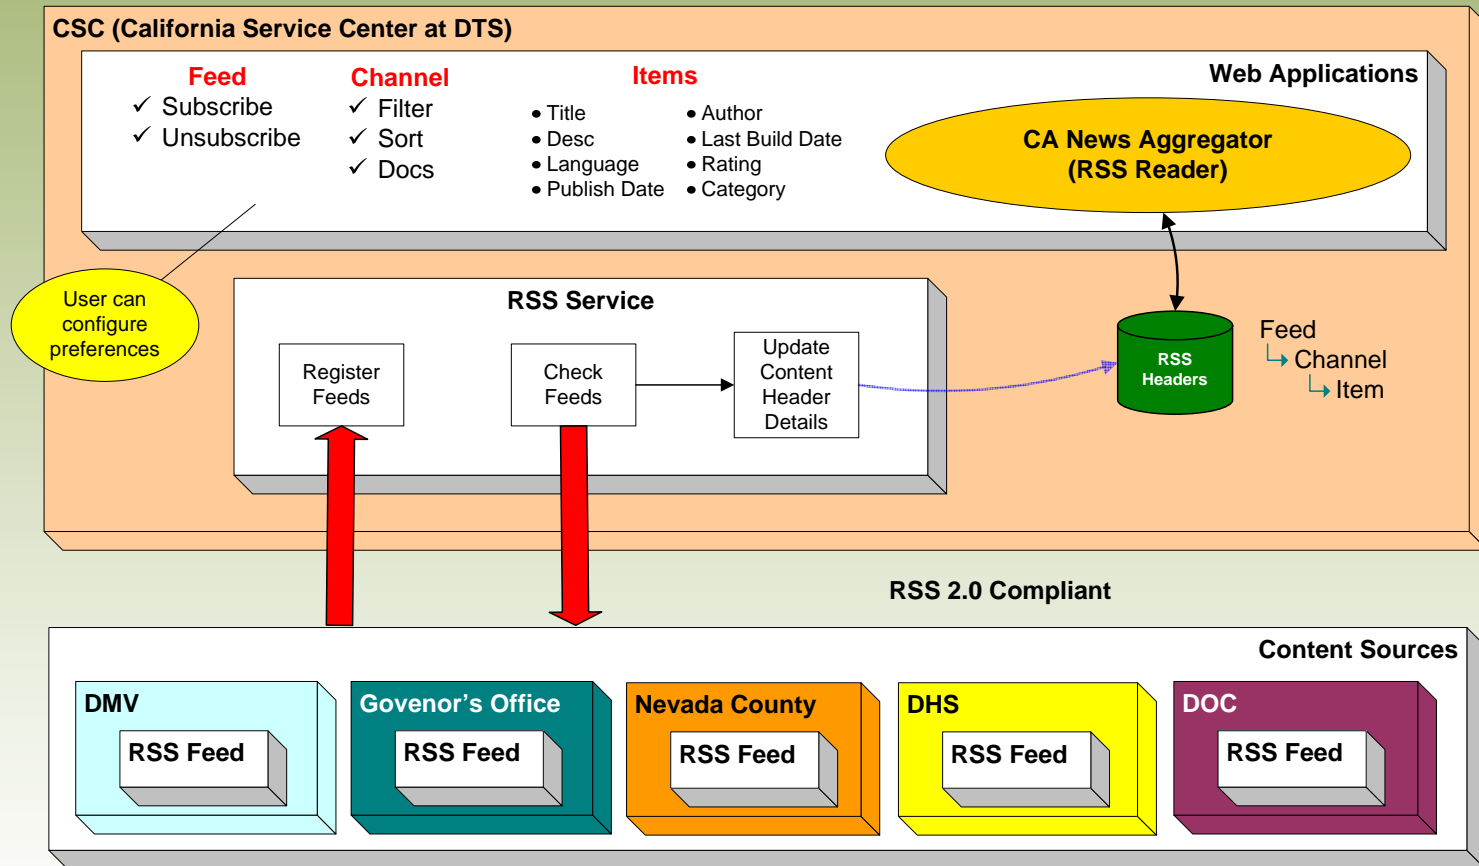 CSC (California Service Center at DTS)
Web Applications
Feed
✓ Subscribe
✓ Unsubscribe
Channel
✓ Filter
✓ Sort
✓ Docs
Items
• Title
• Desc
• Language
• Publish Date
• Author
• Last Build Date
• Rating
• Category
CA News Aggregator
(RSS Reader)
User can
configure
preferences
RSS Service
Register
Feeds
Check
Feeds
Update
Content
Header
Details
RSS
Headers
Feed
Channel
Item
RSS 2.0 Compliant
Content Sources
DMV
RSS Feed
Govenor's Office
RSS Feed
Nevada County
RSS Feed
DHS
RSS Feed
DOC
RSS Feed